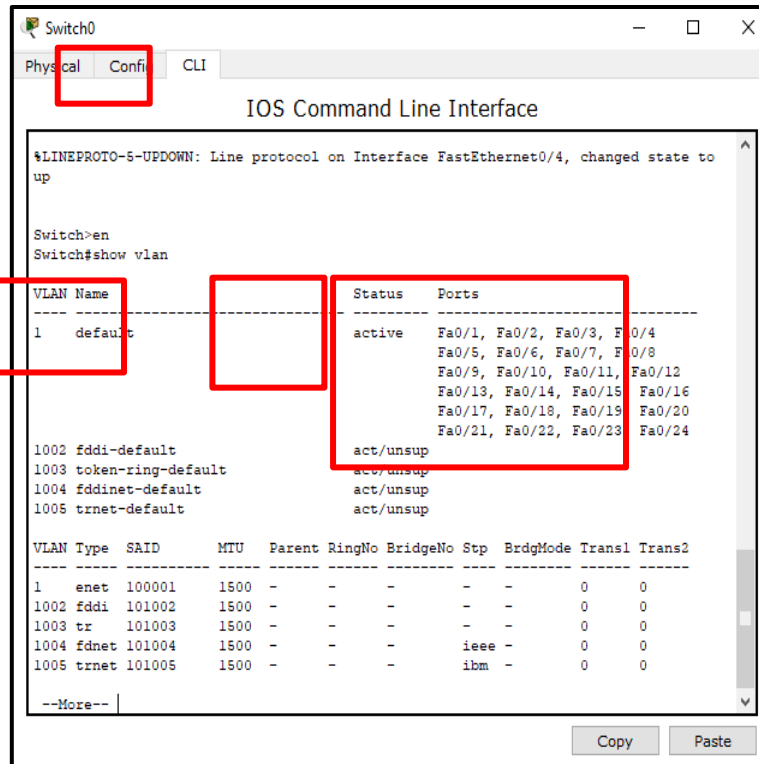 Switch0
Physical Config CLI
IOS Command Line Interface
%LINEPROTO-5-UPDOWN: Line protocol on Interface FastEthernet0/4, changed state to
up
Switch>en
Switch#show vlan
VLAN Name Status Ports
---- -------------------------------- --------- -------------------------------
1 default active Fa0/1, Fa0/2, Fa0/3, Fa0/4
Fa0/5, Fa0/6, Fa0/7, Fa0/8
Fa0/9, Fa0/10, Fa0/11, Fa0/12
Fa0/13, Fa0/14, Fa0/15, Fa0/16
Fa0/17, Fa0/18, Fa0/19, Fa0/20
Fa0/21, Fa0/22, Fa0/23, Fa0/24
1002 fddi-default act/unsup
1003 token-ring-default act/unsup
1004 fddinet-default act/unsup
1005 trnet-default act/unsup
VLAN Type SAID MTU Parent RingNo BridgeNo Stp BrdgMode Trans1 Trans2
---- ----- ---------- ----- ------ ------ -------- ---- -------- ------ ------
1 enet 100001 1500 - - - - - 0 0
1002 fddi 101002 1500 - - - - - 0 0
1003 tr 101003 1500 - - - - - 0 0
1004 fdnet 101004 1500 - - - ieee - 0 0
1005 trnet 101005 1500 - - - ibm - 0 0
--More--
Copy Paste